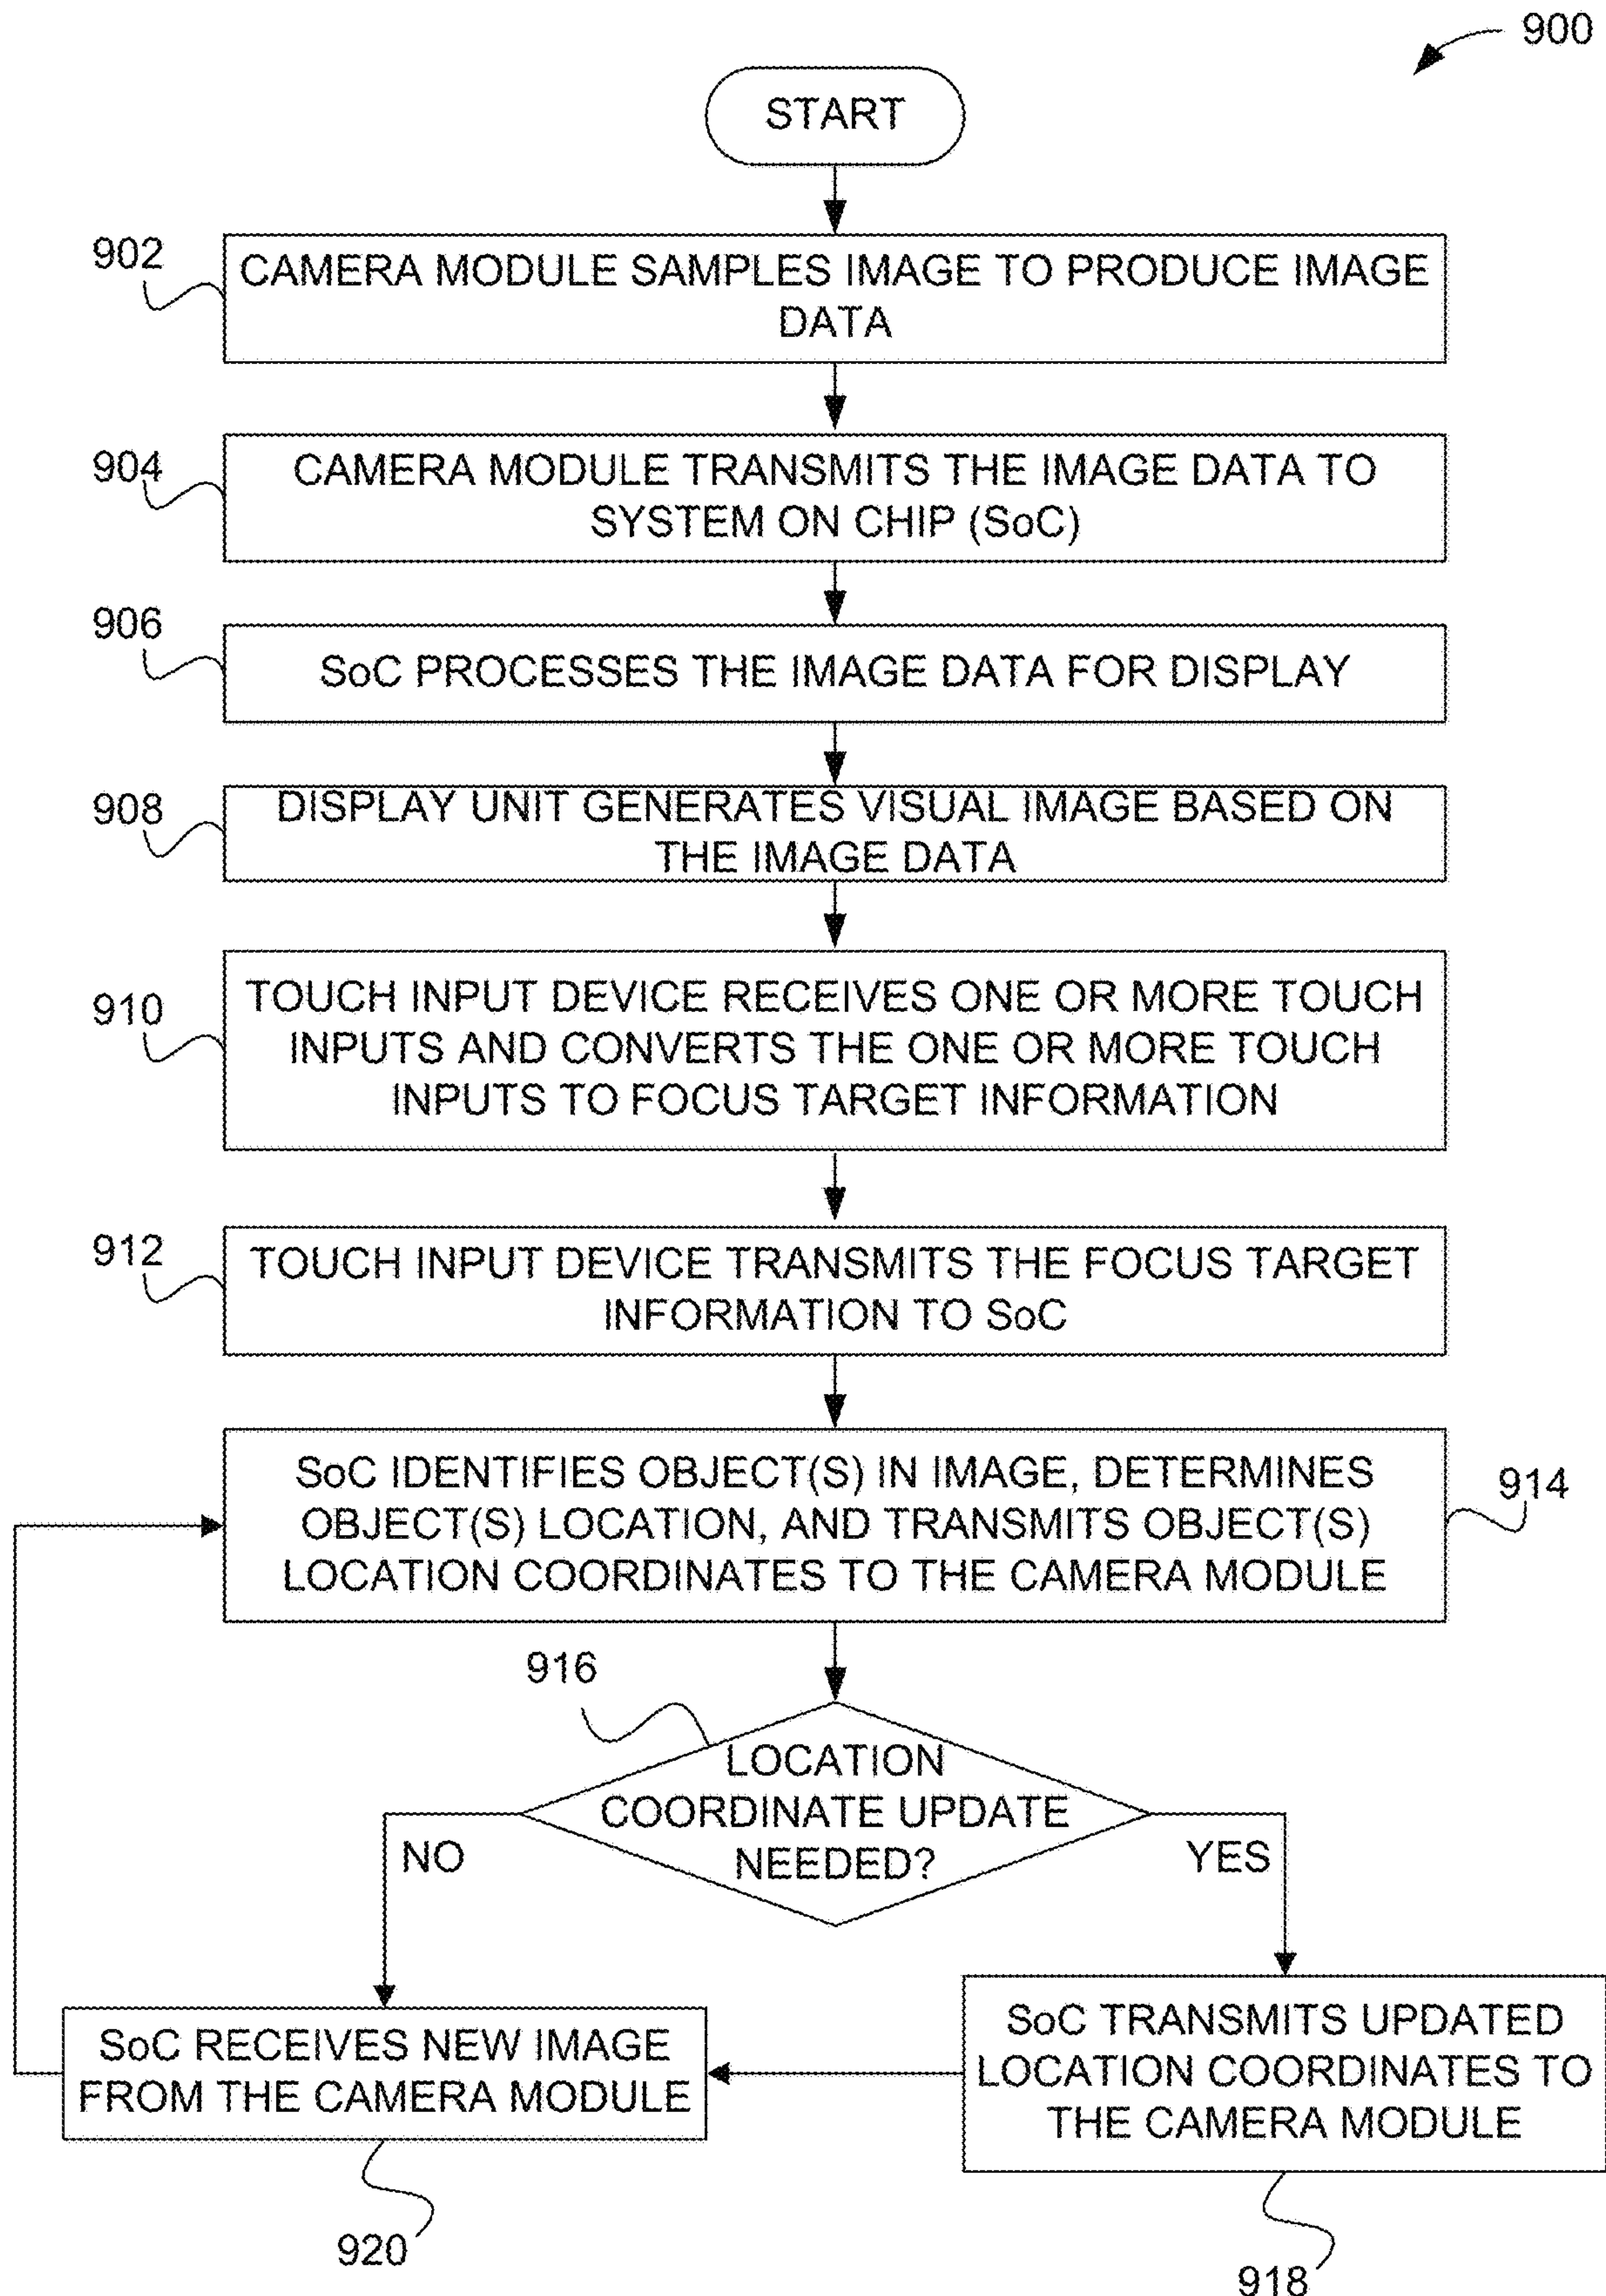 900
START
902
CAMERA MODULE SAMPLES IMAGE TO PRODUCE IMAGE
DATA
904
CAMERA MODULE TRANSMITS THE IMAGE DATA TO
SYSTEM ON CHIP (SoC)
906
SoC PROCESSES THE IMAGE DATA FOR DISPLAY
908
DISPLAY UNIT GENERATES VISUAL IMAGE BASED ON
THE IMAGE DATA
910
TOUCH INPUT DEVICE RECEIVES ONE OR MORE TOUCH
INPUTS AND CONVERTS THE ONE OR MORE TOUCH
INPUTS TO FOCUS TARGET INFORMATION
912
TOUCH INPUT DEVICE TRANSMITS THE FOCUS TARGET
INFORMATION TO SoC
SoC IDENTIFIES OBJECT(S) IN IMAGE, DETERMINES
OBJECT(S) LOCATION, AND TRANSMITS OBJECT(S)
LOCATION COORDINATES TO THE CAMERA MODULE
914
916
LOCATION
COORDINATE UPDATE
NEEDED?
NO
YES
SoC RECEIVES NEW IMAGE
FROM THE CAMERA MODULE
920
SoC TRANSMITS UPDATED
LOCATION COORDINATES TO
THE CAMERA MODULE
918